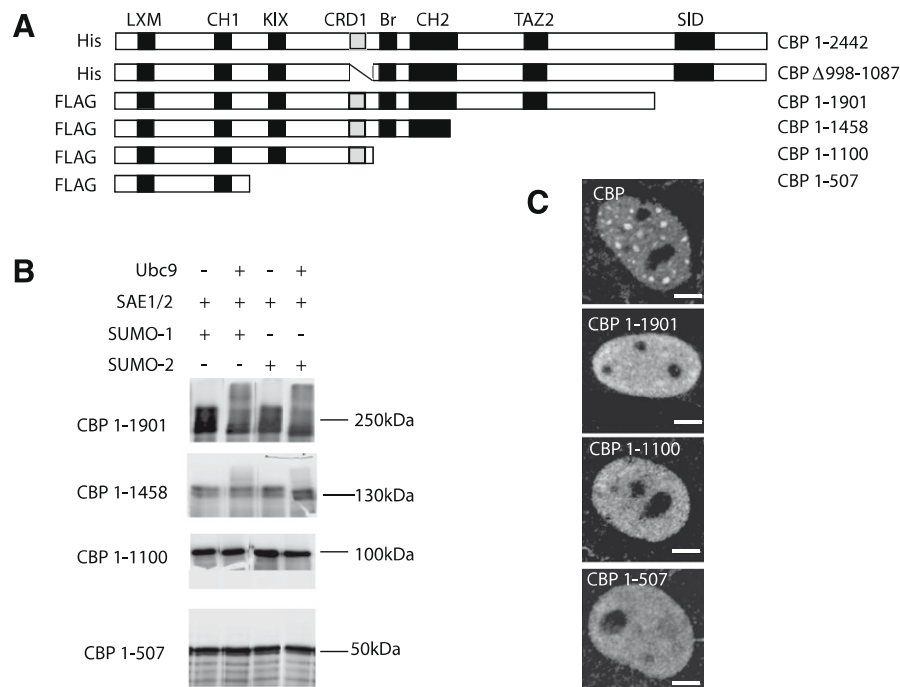 A
LXM CH1 KIX CRD1 Br CH2 TAZ2 SID
His CBP 1-2442
His CBP Δ998-1087
FLAG CBP 1-1901
FLAG CBP 1-1458
FLAG CBP 1-1100
FLAG CBP 1-507
B
Ubc9 - + - +
SAE1/2 + + + +
SUMO-1 + + - -
SUMO-2 - - + +
CBP 1-1901 250kDa
CBP 1-1458 130kDa
CBP 1-1100 100kDa
CBP 1-507 50kDa
C
CBP
CBP 1-1901
CBP 1-1100
CBP 1-507